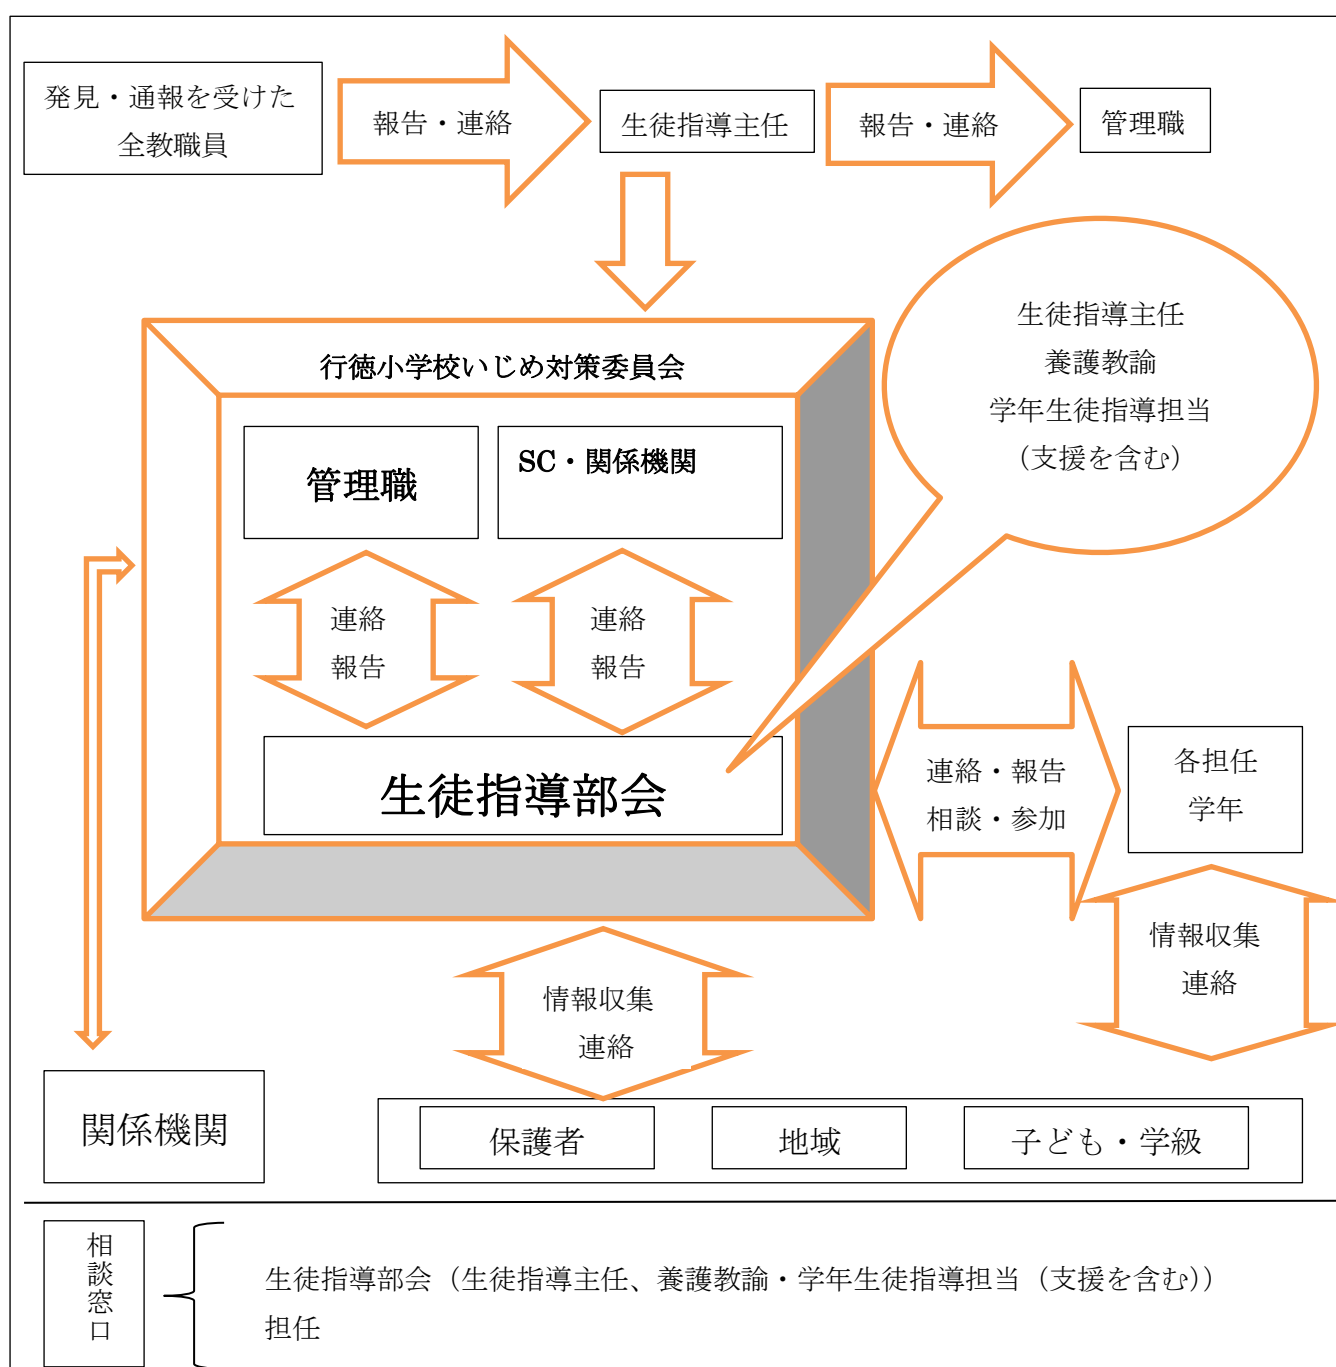 発見・通報を受けた
全教職員
報告・連絡
生徒指導主任
報告・連絡
管理職
生徒指導主任
養護教諭
学年生徒指導担当
（支援を含む）
行徳小学校いじめ対策委員会
管理職
SC・関係機関
連絡
報告
連絡
報告
生徒指導部会
連絡・報告
相談・参加
各担任
学年
情報収集
連絡
情報収集
連絡
関係機関
保護者
地域
子ども・学級
相談窓口
生徒指導部会（生徒指導主任、養護教諭・学年生徒指導担当（支援を含む））
担任